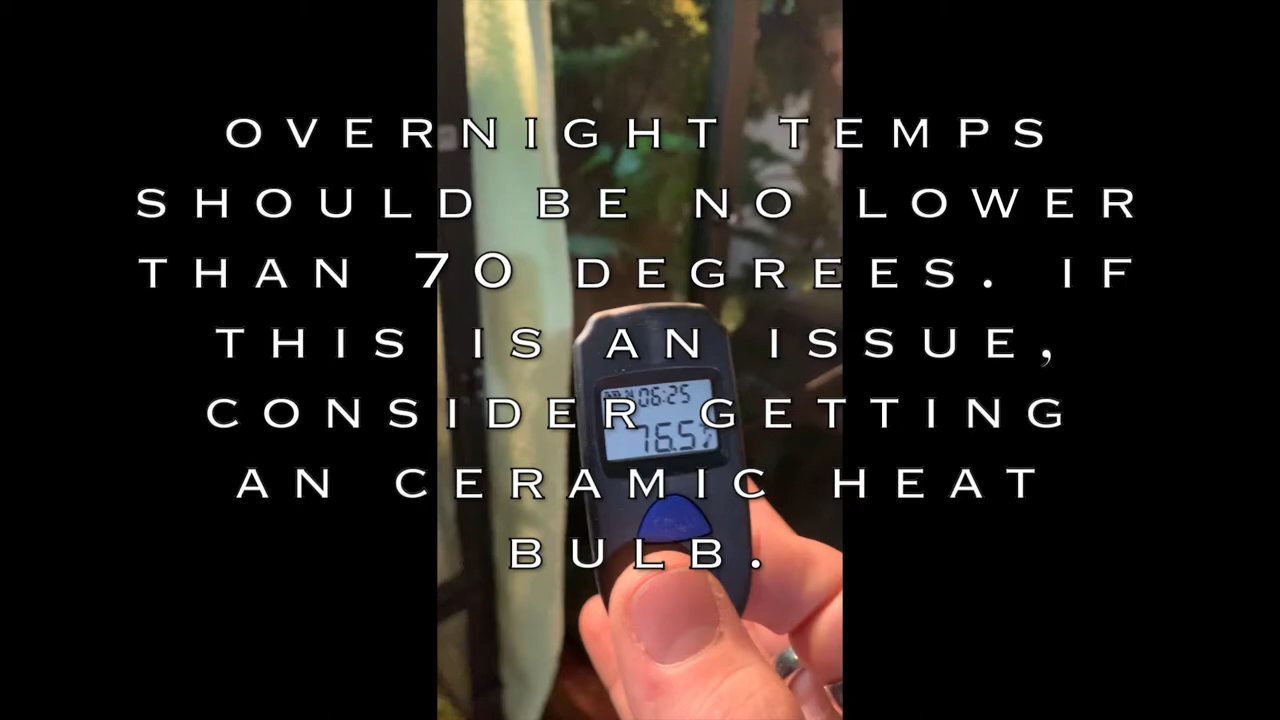 OVERNIGHT TEMPS
SHOULD BE NO LOWER
THAN 70 DEGREES. IF
THIS IS AN ISSUE,
CONSIDER GETTING
AN CERAMIC HEAT
BULB.
06:25
76.5